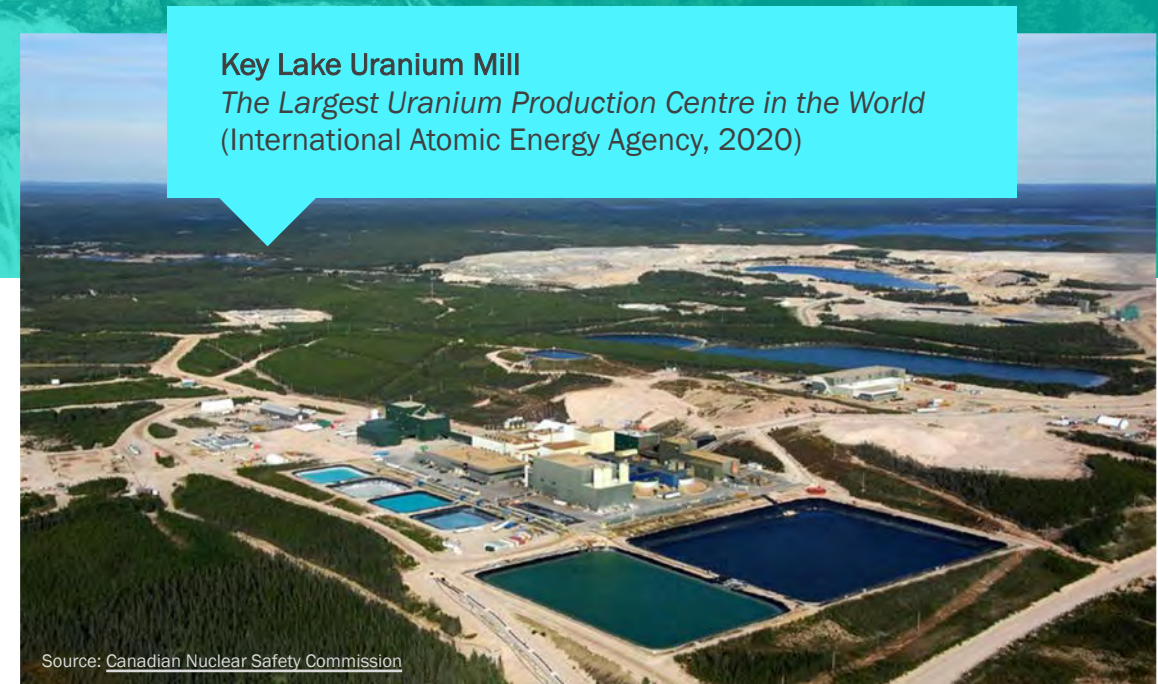 Key Lake Uranium Mill
The Largest Uranium Production Centre in the World
(International Atomic Energy Agency, 2020)
Source: Canadian Nuclear Safety Commission